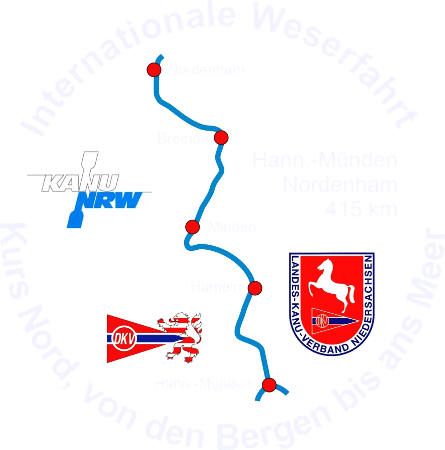 Internationale Weserfahrt
Nordenham
Bremen
Hann.-Münden
Nordenham
415 km
KANU
NRW
Minden
Hameln
LANDES-KANU-VERBAND NIEDERSACHSEN
DKV
DKV
Hann.-Münden
Kurs Nord, von den Bergen bis ans Meer